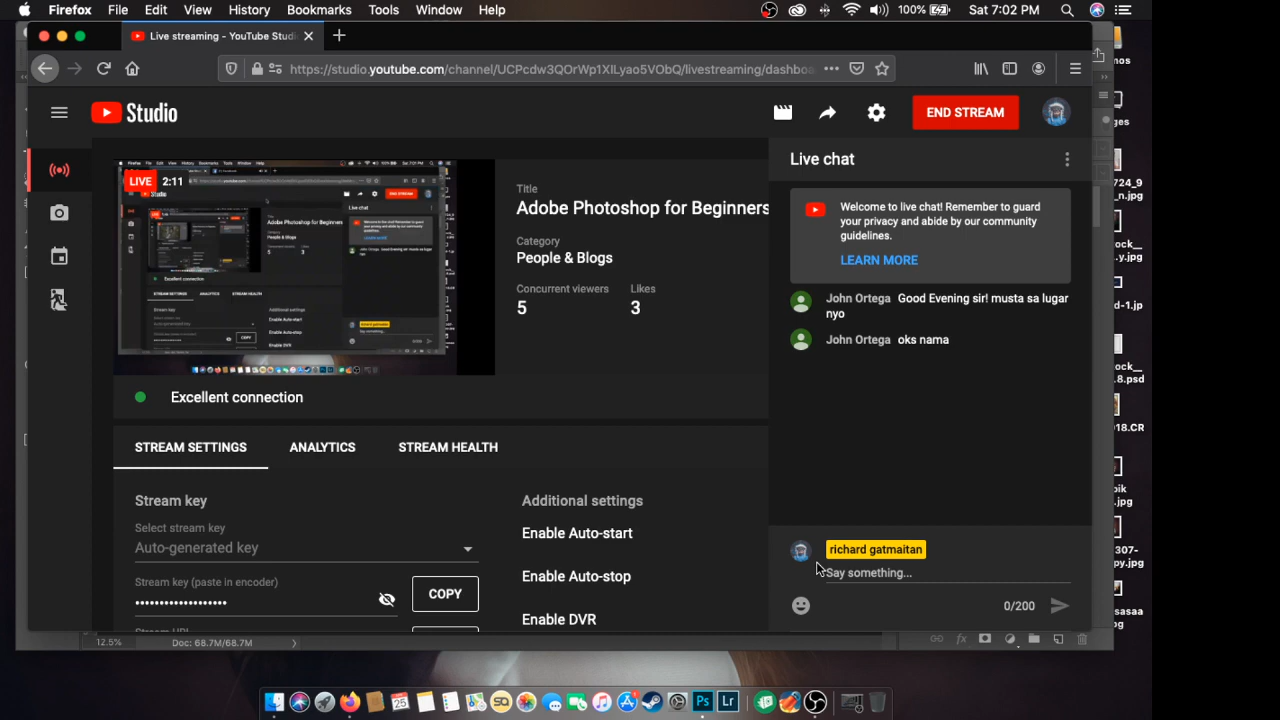 Firefox File Edit View History Bookmarks Tools Window Help 100% Sat 7:02 PM
Live streaming - YouTube Studi
https://studio.youtube.com/channel/UCPcdw3QOrWp1XILyao5VObQ/livestreaming/dashbo
Studio
END STREAM
LIVE 2:11
Title
Adobe Photoshop for Beginners
Category
People & Blogs
Concurrent viewers
5
Likes
3
Excellent connection
STREAM SETTINGS ANALYTICS STREAM HEALTH
Stream key
Select stream key
Auto-generated key
Stream key (paste in encoder)
COPY
Additional settings
Enable Auto-start
Enable Auto-stop
Enable DVR
Live chat
Welcome to live chat! Remember to guard
your privacy and abide by our community
guidelines.
LEARN MORE
John Ortega Good Evening sir! musta sa lugar
nyo
John Ortega oks nama
richard gatmaitan
Say something...
0/200
12.5% Doc: 68.7M/68.7M